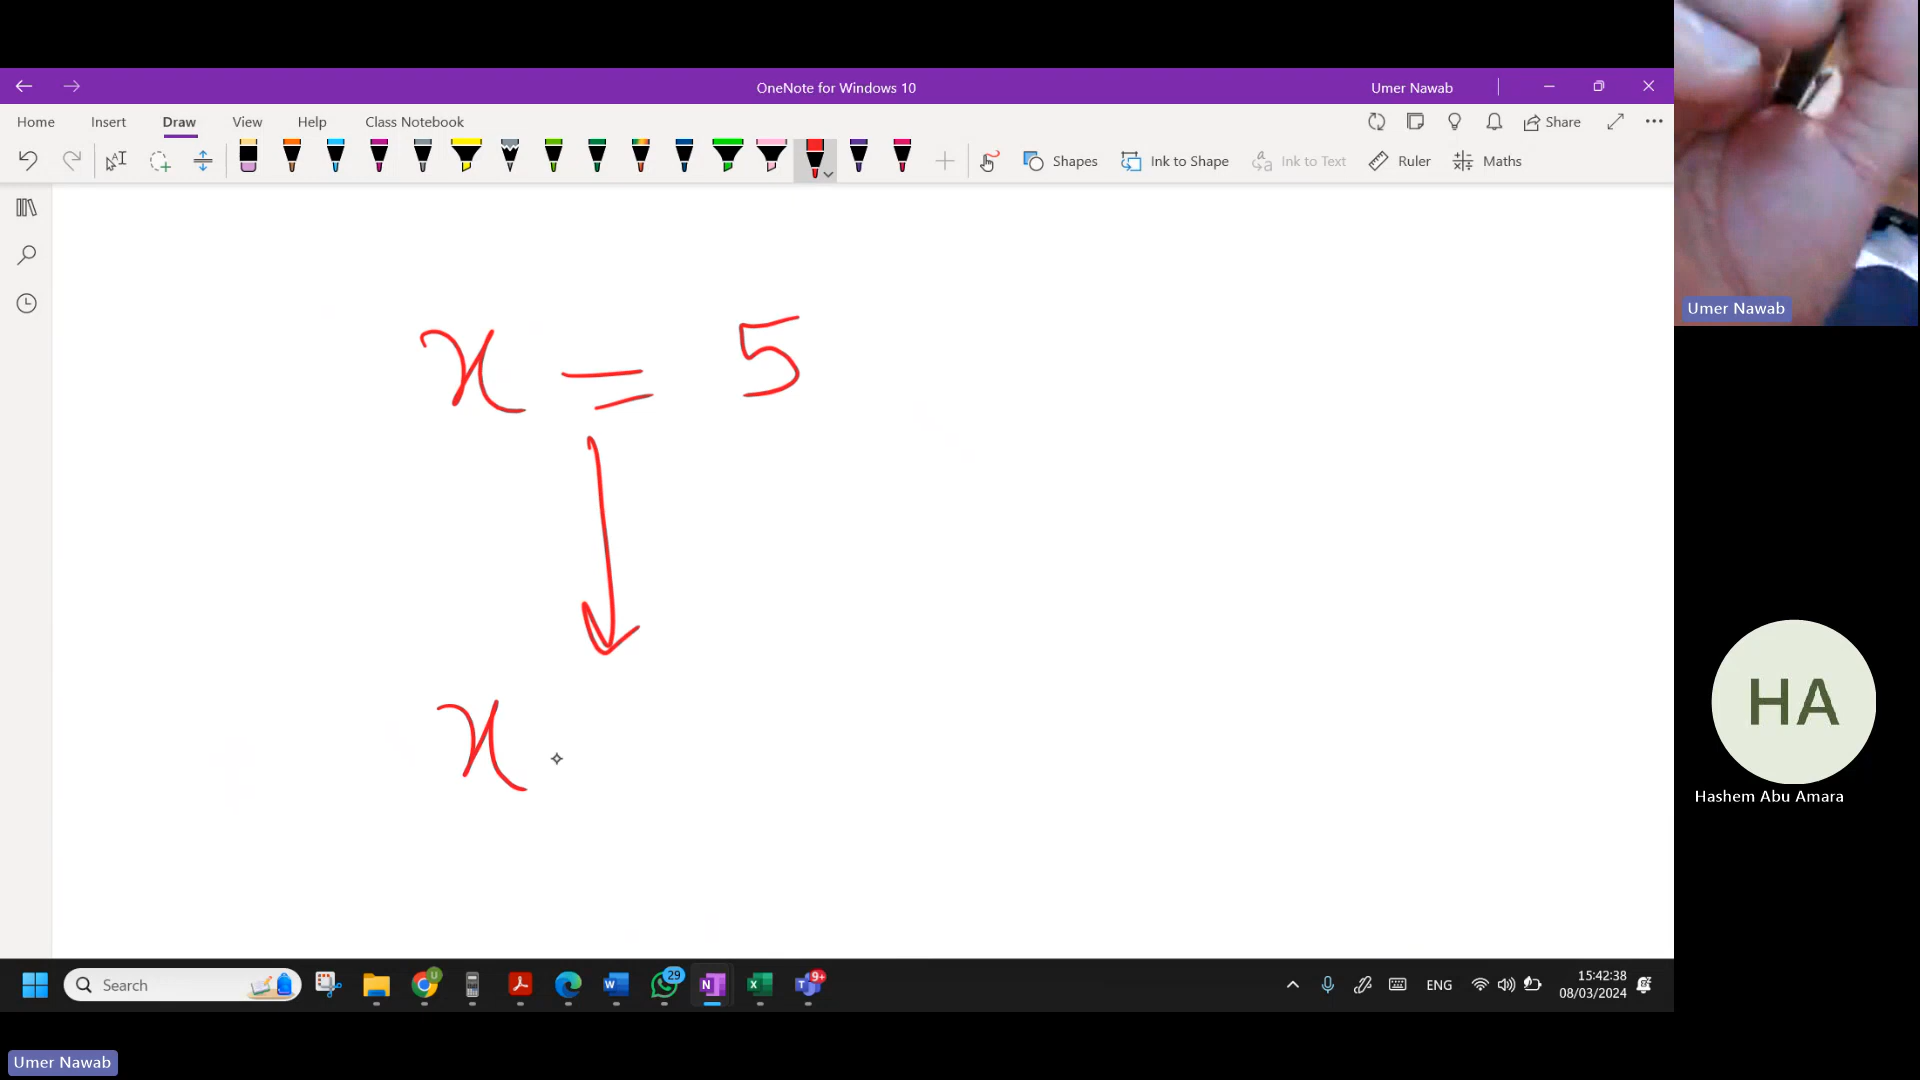 OneNote for Windows 10
Umer Nawab
Home Insert Draw View Help Class Notebook
Share
Shapes Ink to Shape Ink to Text Ruler Maths
Umer Nawab
x = 5
x
HA
Hashem Abu Amara
Search
U
W
29
N
X
T
9+
ENG
15:42:38
08/03/2024
Umer Nawab